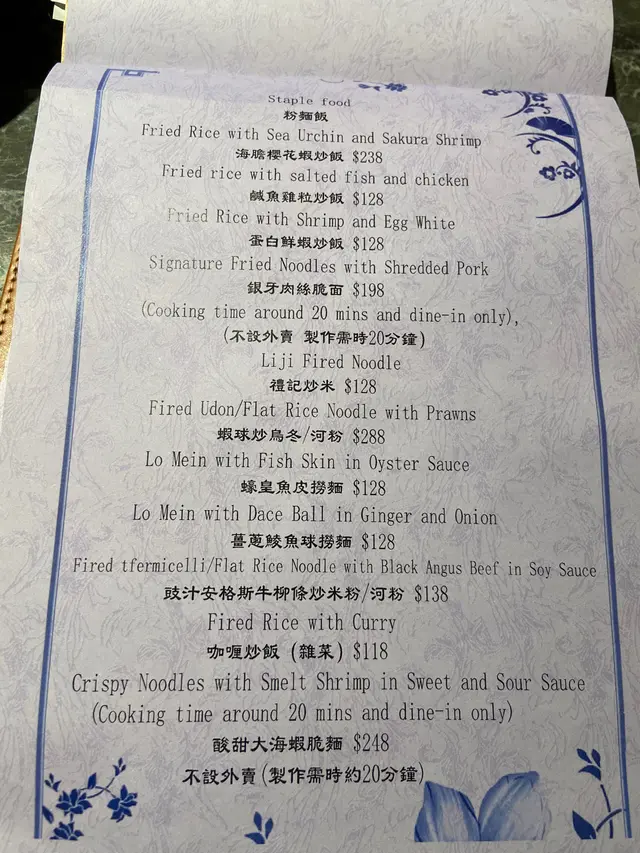 Staple food
粉麵飯
Fried Rice with Sea Urchin and Sakura Shrimp
海膽櫻花蝦炒飯 $238
Fried rice with salted fish and chicken
鹹魚雞粒炒飯 $128
Fried Rice with Shrimp and Egg White
蛋白鮮蝦炒飯 $128
Signature Fried Noodles with Shredded Pork
銀牙肉絲脆面 $198
(Cooking time around 20 mins and dine-in only),
(不設外賣 製作需時20分鐘)
Liji Fired Noodle
禮記炒米 $128
Fired Udon/Flat Rice Noodle with Prawns
蝦球炒烏冬/河粉 $288
Lo Mein with Fish Skin in Oyster Sauce
蠔皇魚皮撈麵 $128
Lo Mein with Dace Ball in Ginger and Onion
薑蔥鯪魚球撈麵 $128
Fired tfermicelli/Flat Rice Noodle with Black Angus Beef in Soy Sauce
豉汁安格斯牛柳條炒米粉/河粉 $138
Fired Rice with Curry
咖喱炒飯 (雜菜) $118
Crispy Noodles with Smelt Shrimp in Sweet and Sour Sauce
(Cooking time around 20 mins and dine-in only)
酸甜大海蝦脆麵 $248
不設外賣(製作需時約20分鐘)